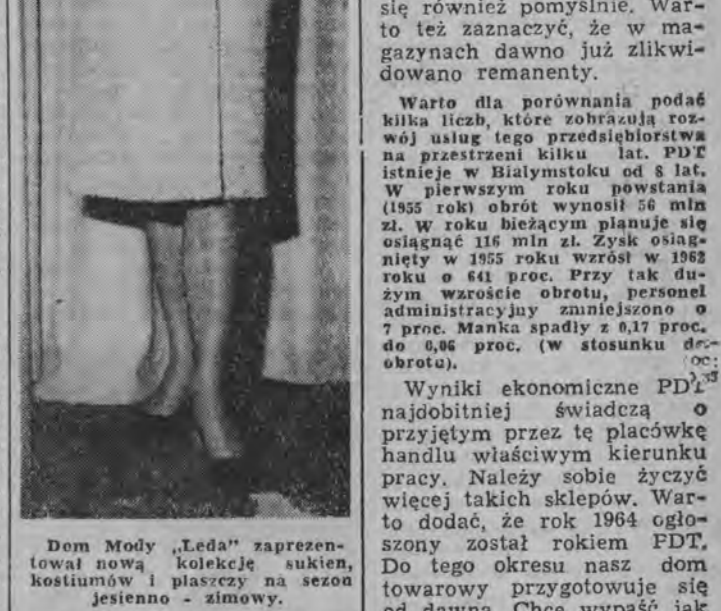 Dom Mody „Leda” zaprezen-
tował nową kolekcję sukien,
kostiumów i płaszczy na sezon
jesienno - zimowy.
się również pomyślnie. War-
to też zaznaczyć, że w ma-
gazynach dawno już zlikwi-
dowano remanenty.
Warto dla porównania podać
kilka liczb, które zobrazują roz-
wój usług tego przedsiębiorstwa
na przestrzeni kilku lat. PDT
istnieje w Białymstoku od 8 lat.
W pierwszym roku powstania
(1955 rok) obrót wynosił 56 mln
zł. W roku bieżącym planuje się
osiągnąć 116 mln zł. Zysk osiąg-
nięty w 1955 roku wzrósł w 1962
roku o 641 proc. Przy tak du-
żym wzroście obrotu, personel
administracyjny zmniejszono o
7 proc. Manka spadły z 0,17 proc.
do 0,06 proc. (w stosunku do
obrotu).
Wyniki ekonomiczne PDT
najdobitniej świadczą o
przyjętym przez tę placówkę
handlu właściwym kierunku
pracy. Należy sobie życzyć
więcej takich sklepów. War-
to dodać, że rok 1964 ogło-
szony został rokiem PDT.
Do tego okresu nasz dom
towarowy przygotowuje się
od dawna. Chce wypaść jak